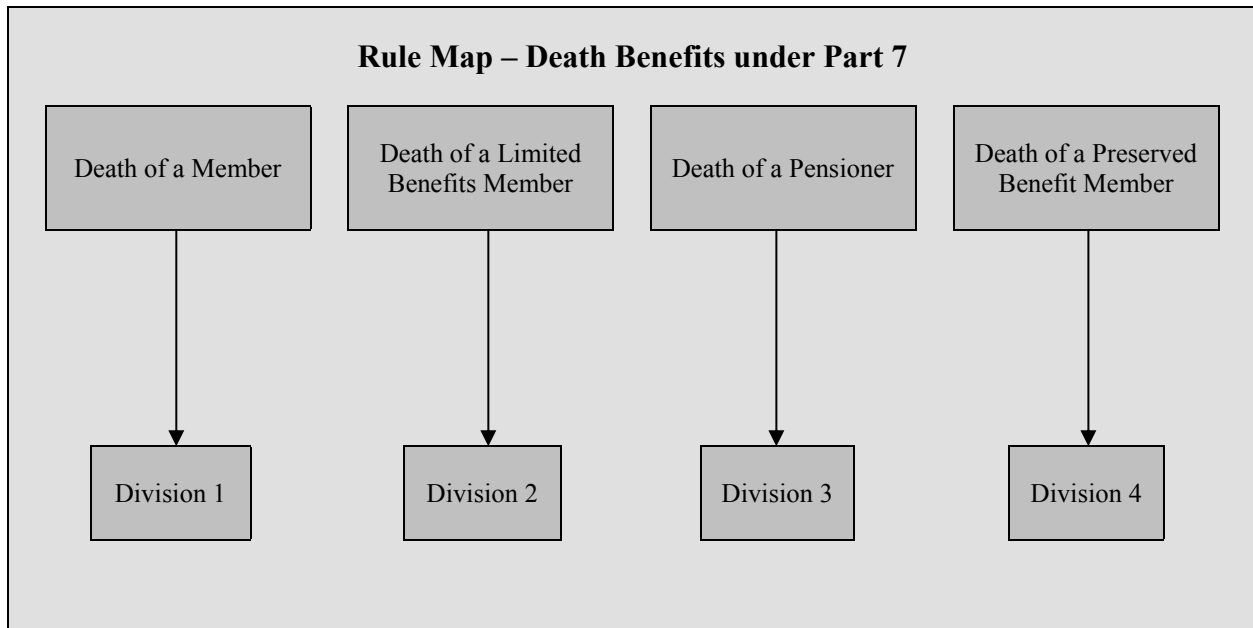 Rule Map – Death Benefits under Part 7
Death of a Member
Death of a Limited
Benefits Member
Death of a Pensioner
Death of a Preserved
Benefit Member
Division 1
Division 2
Division 3
Division 4